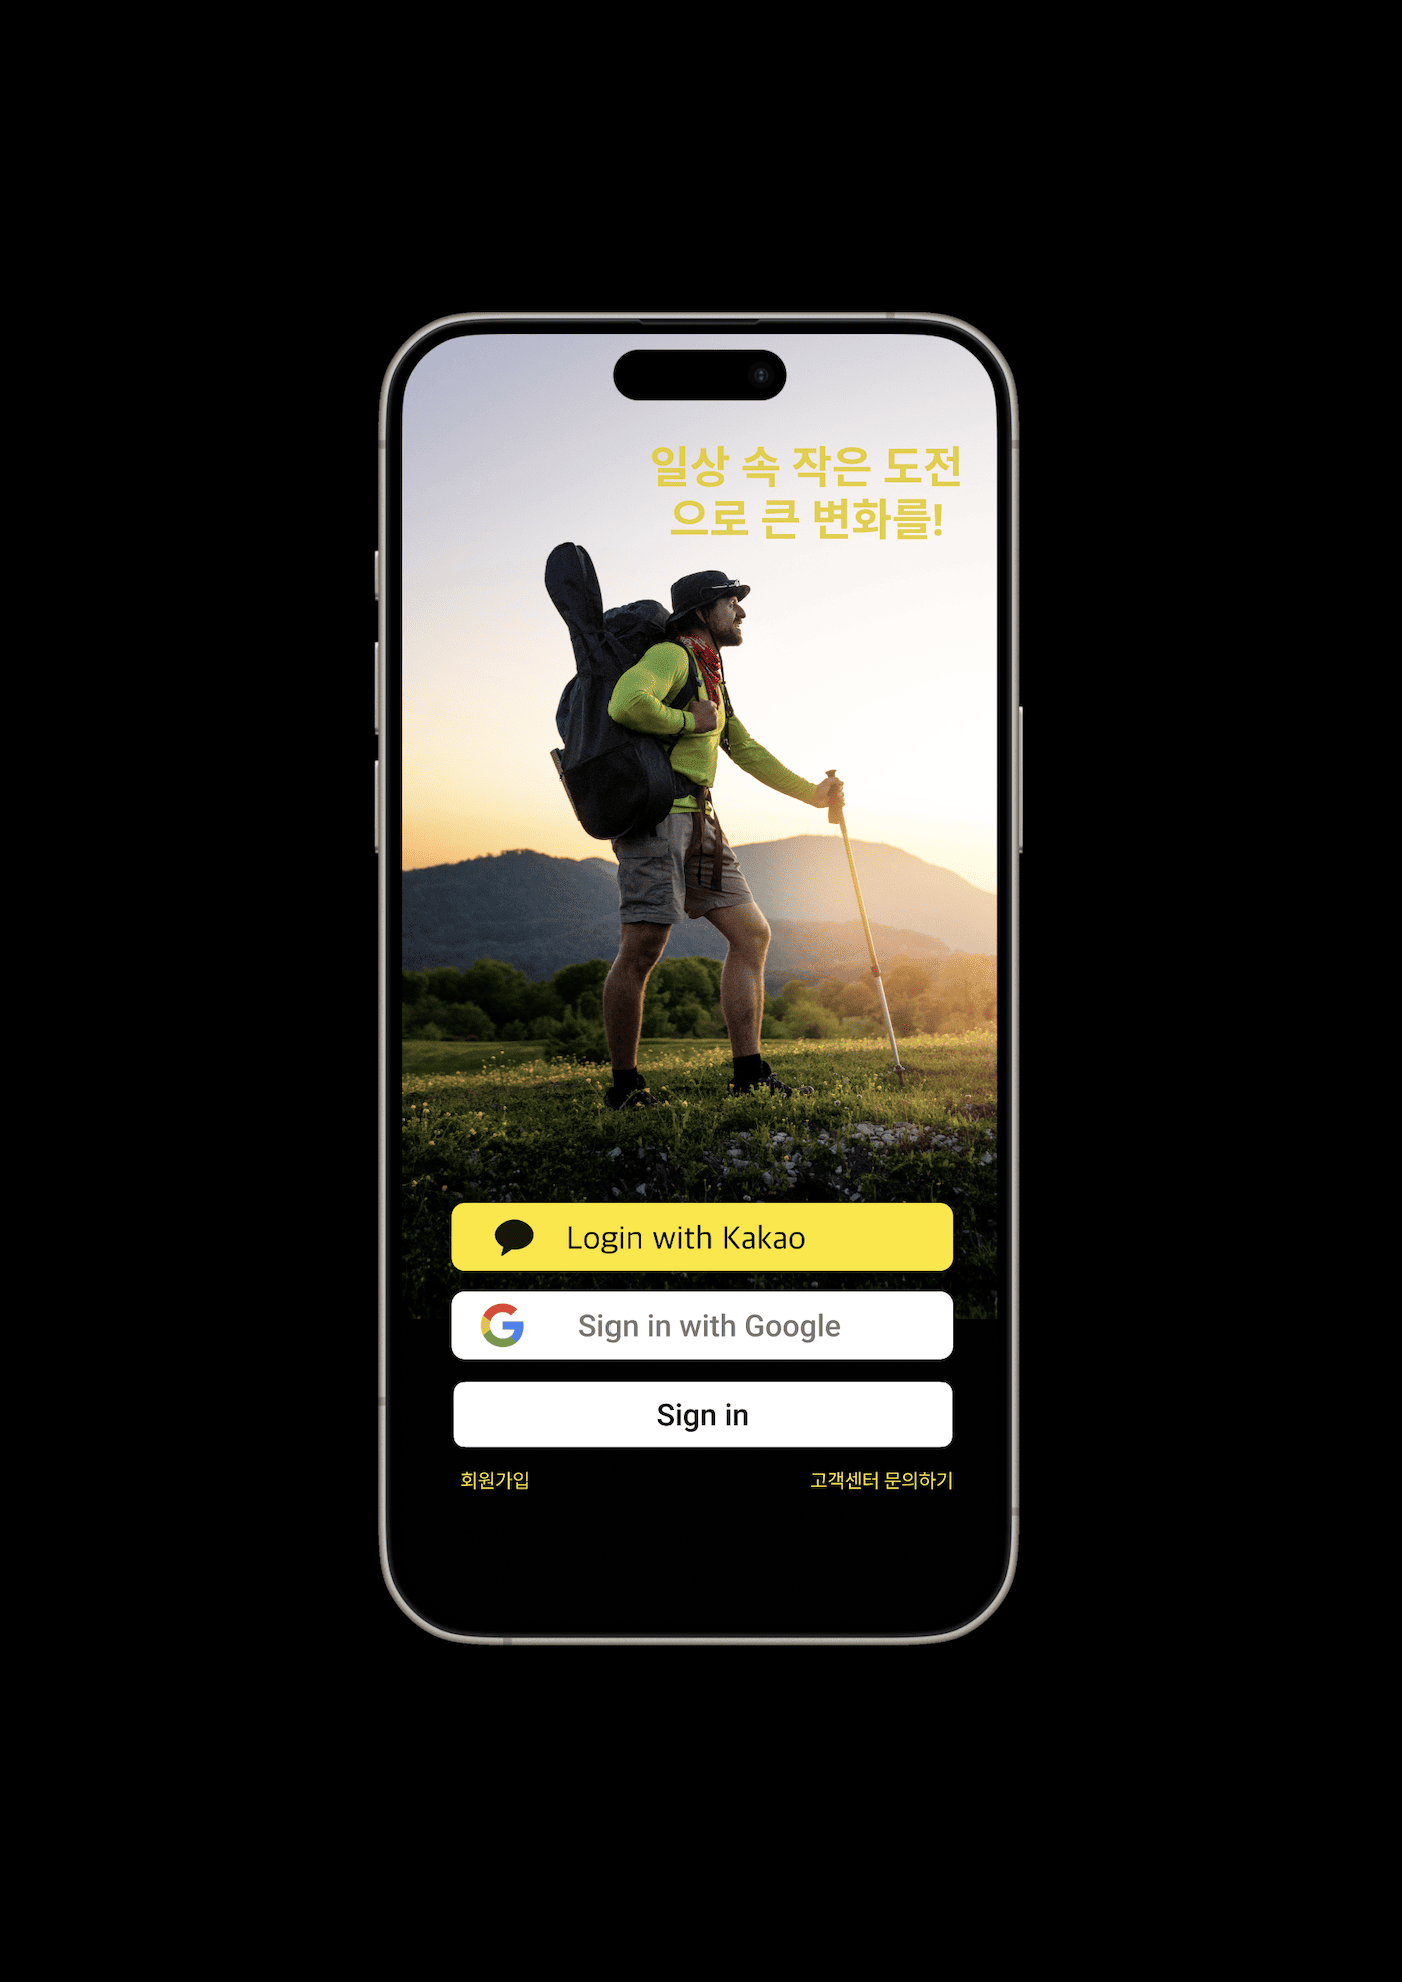 일상 속 작은 도전
으로 큰 변화를!
Login with Kakao
Sign in with Google
Sign in
회원가입
고객센터 문의하기